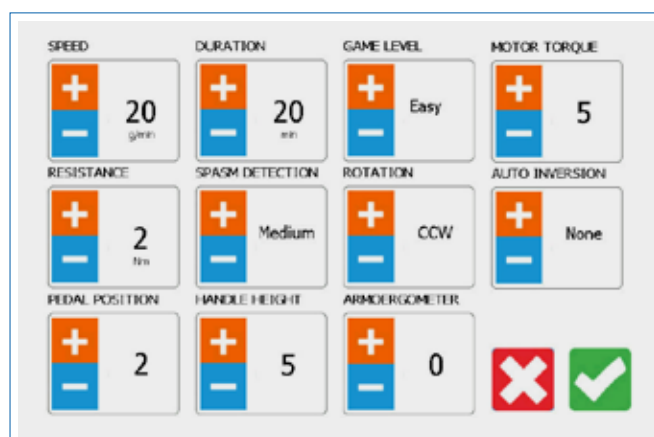 SPEED DURATION GAME LEVEL MOTOR TORQUE
+ + + +
20 20 Easy 5
g/min min
− − − −
RESISTANCE SPASM DETECTION ROTATION AUTO INVERSION
+ + + +
2 Medium CCW None
Nm
− − − −
PEDAL POSITION HANDLE HEIGHT ARMOERGOMETER
+ + +
2 5 0
− − −